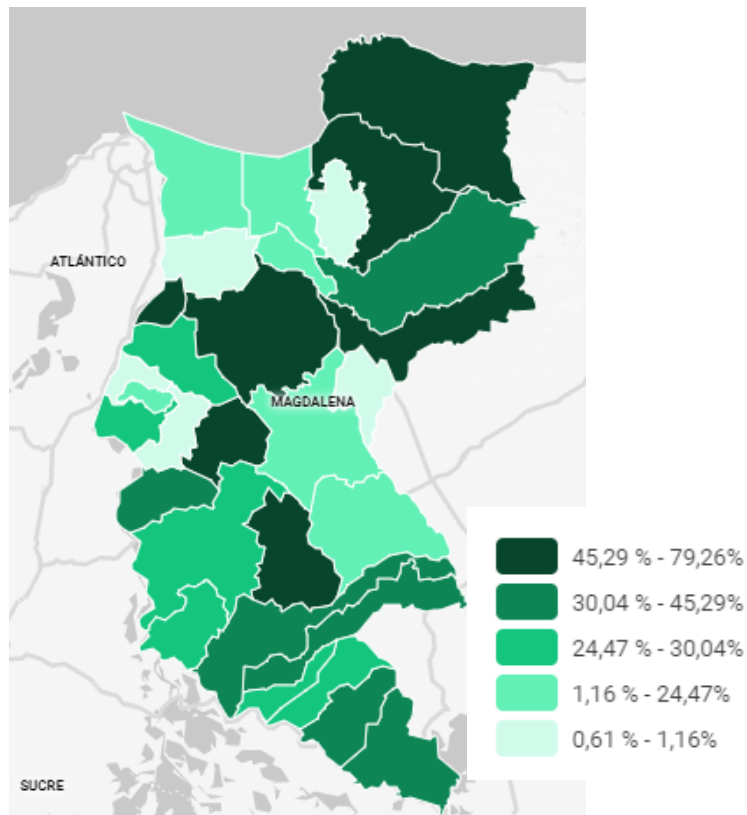 ATLÁNTICO
MAGDALENA
45,29 % - 79,26%
30,04 % - 45,29%
24,47 % - 30,04%
1,16 % - 24,47%
0,61 % - 1,16%
SUCRE